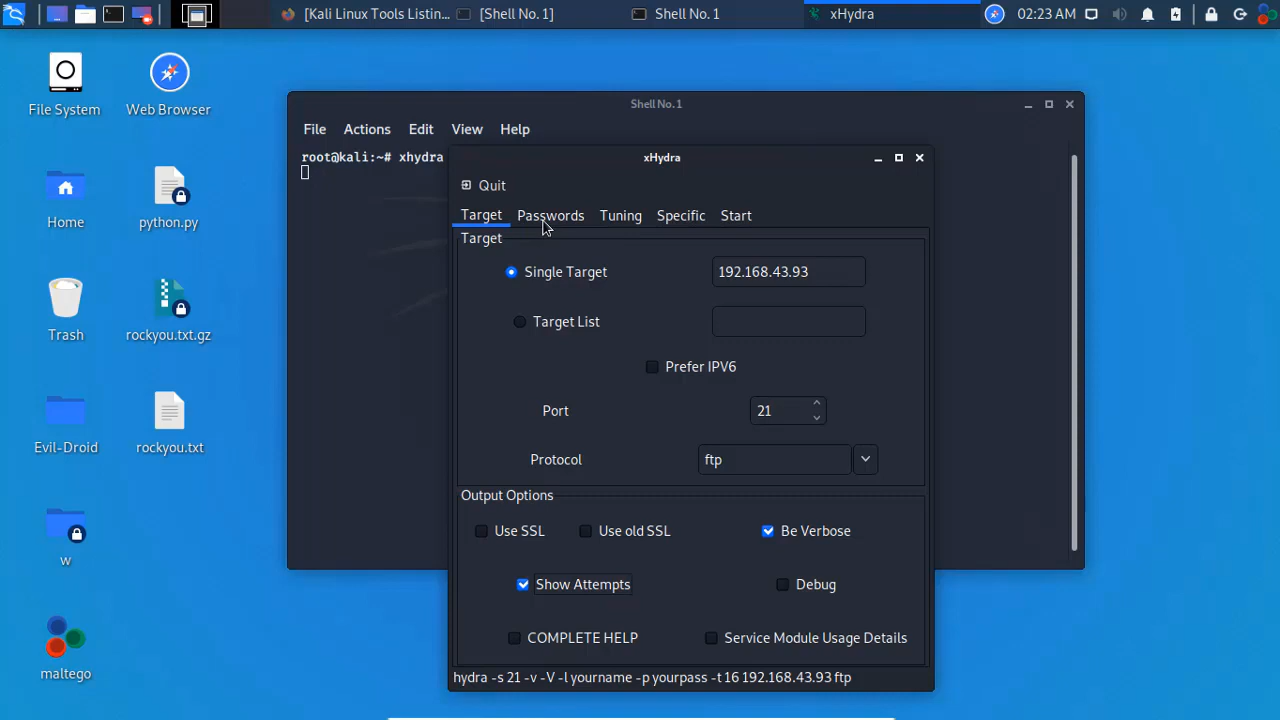 [Kali Linux Tools Listin...
[Shell No. 1]
Shell No. 1
xHydra
02:23 AM
File System
Web Browser
Home
python.py
Trash
rockyou.txt.gz
Evil-Droid
rockyou.txt
w
maltego
Shell No.1
File Actions Edit View Help
root@kali:~# xhydra
xHydra
Quit
Target Passwords Tuning Specific Start
Target
Single Target 192.168.43.93
Target List
Prefer IPV6
Port 21
Protocol ftp
Output Options
Use SSL Use old SSL Be Verbose
Show Attempts Debug
COMPLETE HELP Service Module Usage Details
hydra -s 21 -v -V -l yourname -p yourpass -t 16 192.168.43.93 ftp